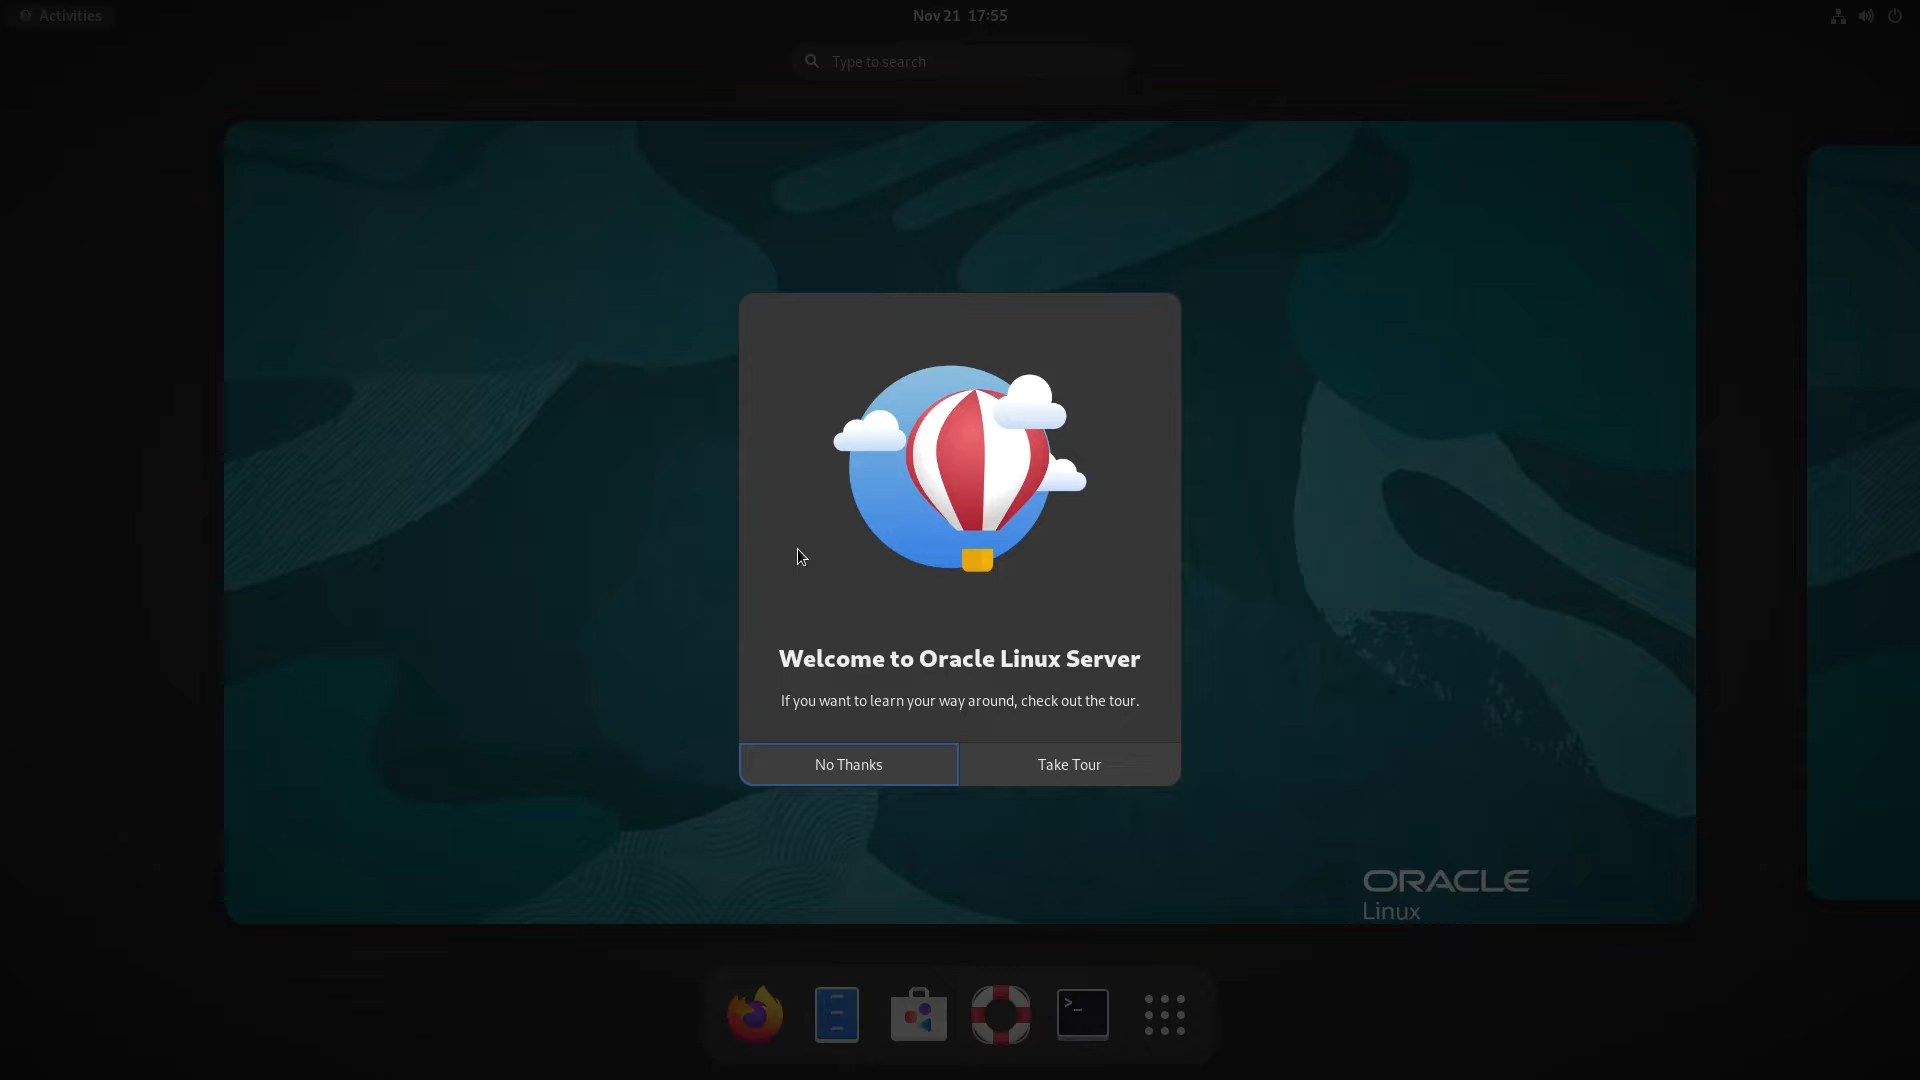 Activities
Nov 21 17:55
Type to search
Welcome to Oracle Linux Server
If you want to learn your way around, check out the tour.
No Thanks
Take Tour
ORACLE
Linux
>_